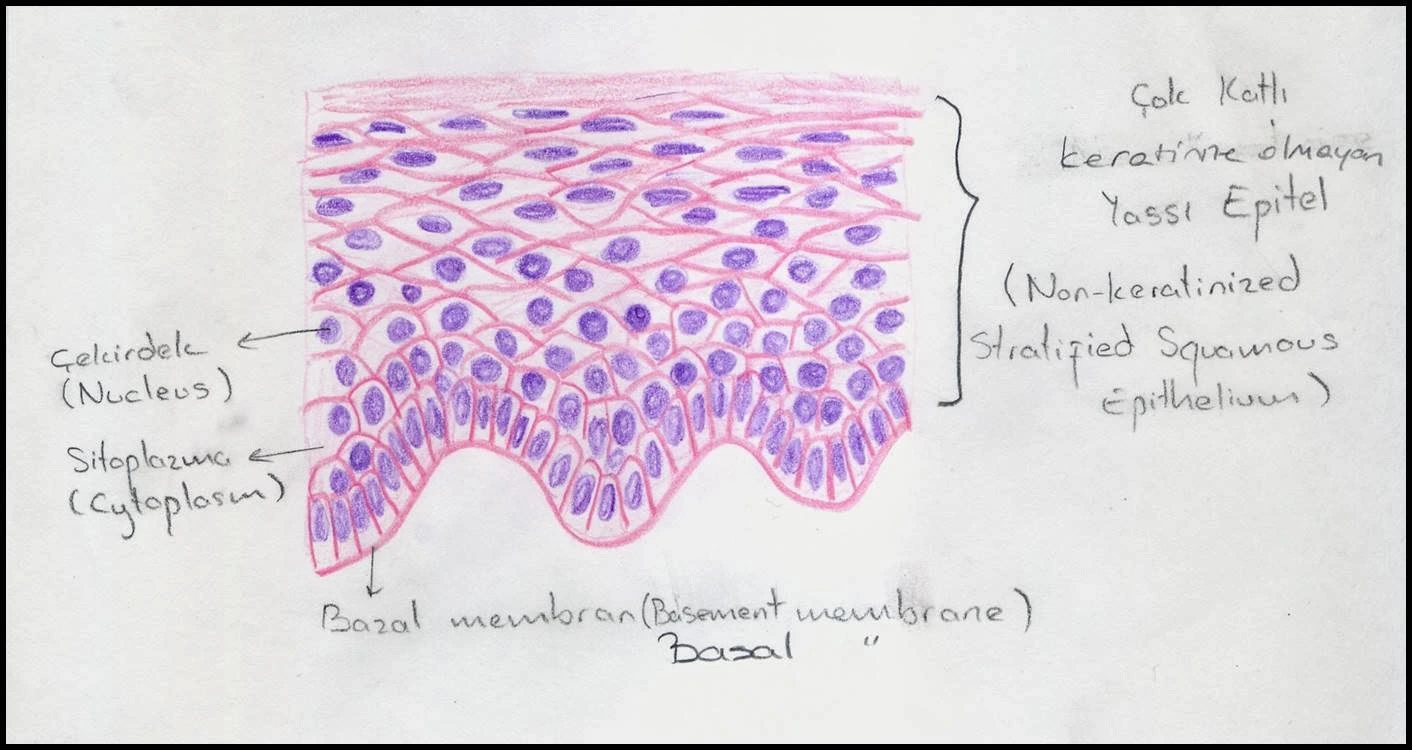 Çok Katlı
keratinize olmayan
Yassı Epitel
(Non-keratinized
Stratified Squamous
Epithelium)
Çekirdek
(Nucleus)
Sitoplazma
(Cytoplasm)
Bazal membran (Basement membrane)
Basal "